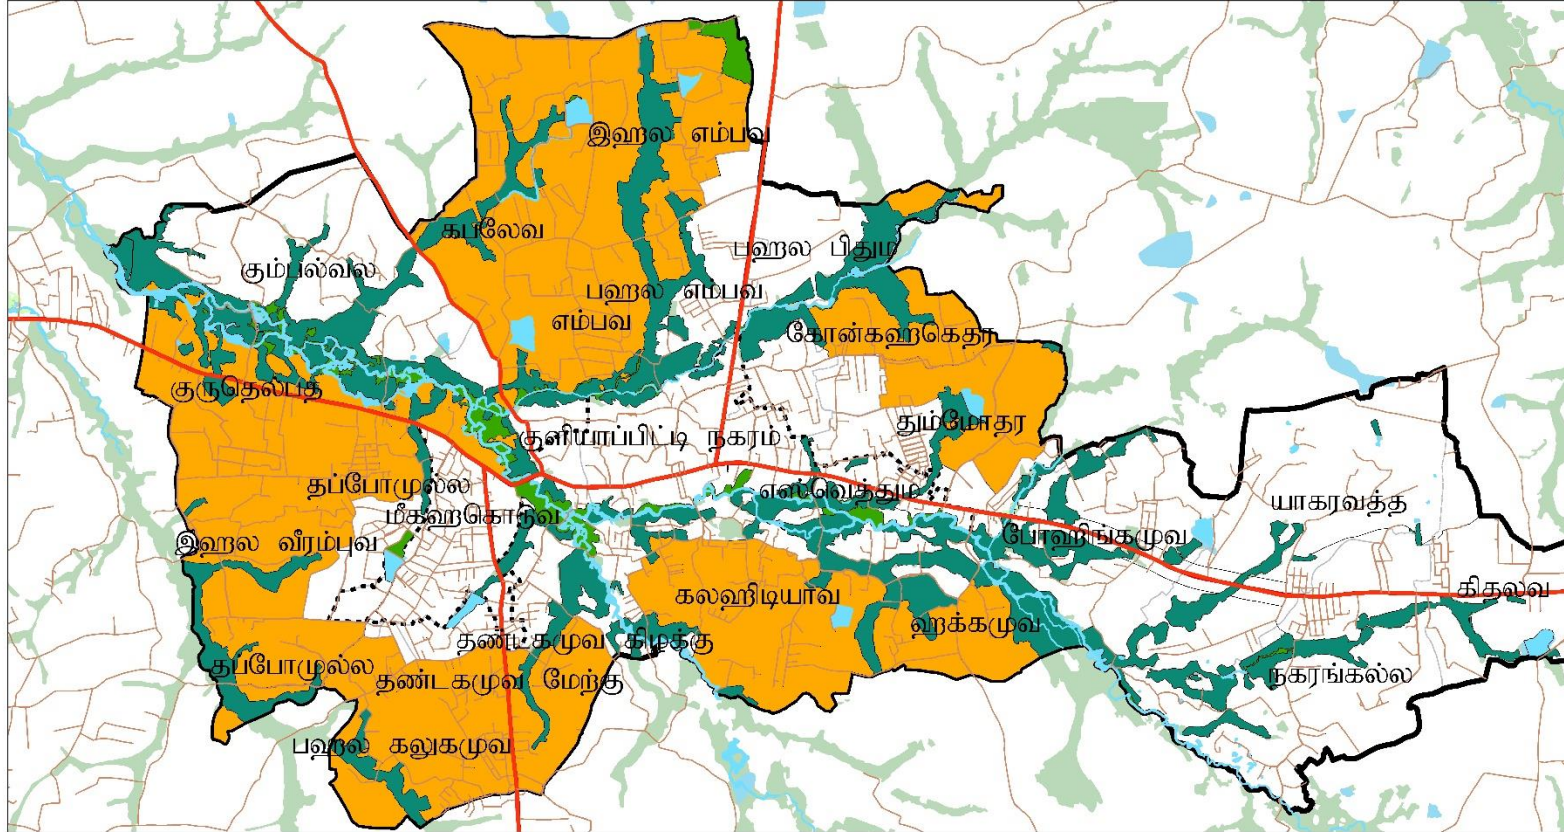 இஹல எம்பவ
கபலேவ
பஹல பிதும
கும்பல்வல
பஹல எம்பவ
எம்பவ
கோன்கஹகெதர
குருதெல்பத
தும்மோதர
குளியாப்பிட்டி நகரம்
தப்போமுல்ல
எஸ்வெத்தும
யாகரவத்த
மீகஹகொடுவ
போஹிங்கமுவ
இஹல வீரம்புவ
கலஹிடியாவ
கிதலவ
ஹக்கமுவ
தண்டகமுவ கிழக்கு
தப்போமுல்ல
தண்டகமுவ மேற்கு
நகரங்கல்ல
பஹல கலுகமுவ